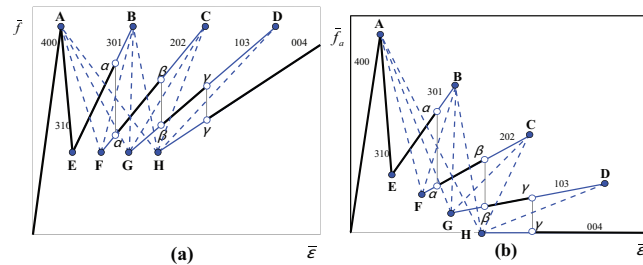 f̄ A B C D
400 301 202 103 004
α β γ
310
α β γ
E F G H
ε̄
(a)
f̄a A
400 B
301 α
C
β 202
310 D
E α γ 103
F
G β γ 004
H
ε̄
(b)